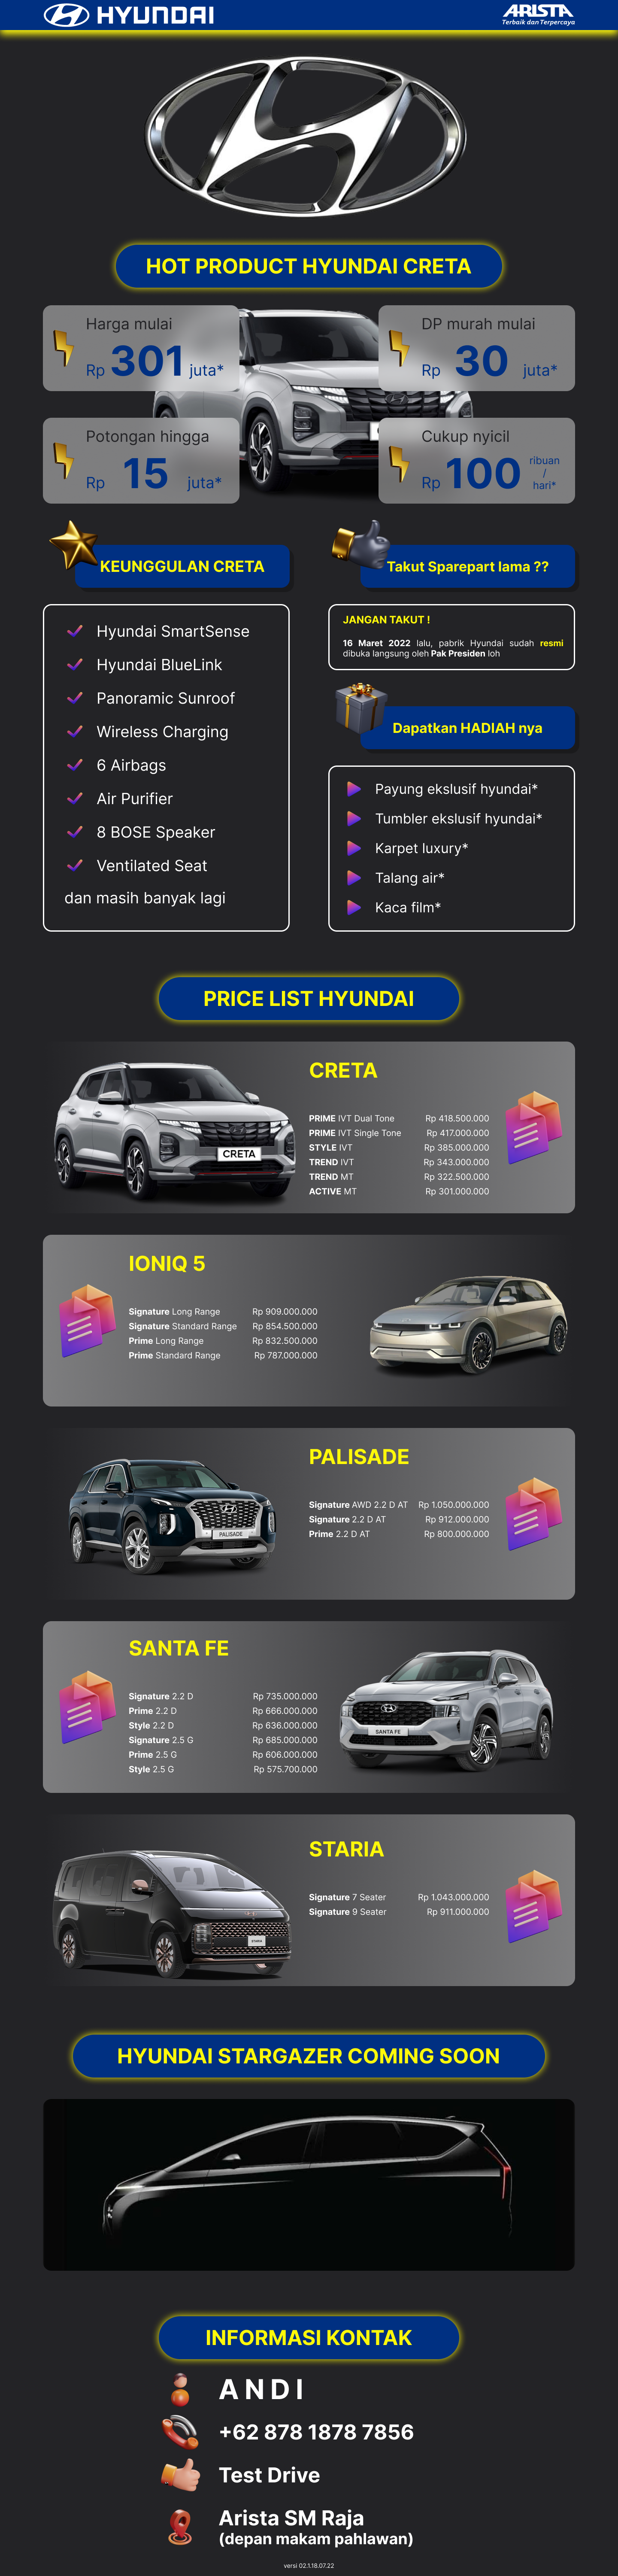 HYUNDAI
ARISTA
Terbaik dan Terpercaya
HOT PRODUCT HYUNDAI CRETA
Harga mulai
Rp 301 juta*
DP murah mulai
Rp 30 juta*
Potongan hingga
Rp 15 juta*
Cukup nyicil
Rp 100 ribuan / hari*
KEUNGGULAN CRETA
Hyundai SmartSense
Hyundai BlueLink
Panoramic Sunroof
Wireless Charging
6 Airbags
Air Purifier
8 BOSE Speaker
Ventilated Seat
dan masih banyak lagi
Takut Sparepart lama ??
JANGAN TAKUT !
16 Maret 2022 lalu, pabrik Hyundai sudah resmi
dibuka langsung oleh Pak Presiden loh
Dapatkan HADIAH nya
Payung ekslusif hyundai*
Tumbler ekslusif hyundai*
Karpet luxury*
Talang air*
Kaca film*
PRICE LIST HYUNDAI
CRETA
CRETA
PRIME IVT Dual Tone Rp 418.500.000
PRIME IVT Single Tone Rp 417.000.000
STYLE IVT Rp 385.000.000
TREND IVT Rp 343.000.000
TREND MT Rp 322.500.000
ACTIVE MT Rp 301.000.000
IONIQ 5
Signature Long Range Rp 909.000.000
Signature Standard Range Rp 854.500.000
Prime Long Range Rp 832.500.000
Prime Standard Range Rp 787.000.000
PALISADE
PALISADE
Signature AWD 2.2 D AT Rp 1.050.000.000
Signature 2.2 D AT Rp 912.000.000
Prime 2.2 D AT Rp 800.000.000
SANTA FE
SANTA FE
Signature 2.2 D Rp 735.000.000
Prime 2.2 D Rp 666.000.000
Style 2.2 D Rp 636.000.000
Signature 2.5 G Rp 685.000.000
Prime 2.5 G Rp 606.000.000
Style 2.5 G Rp 575.700.000
STARIA
STARIA
Signature 7 Seater Rp 1.043.000.000
Signature 9 Seater Rp 911.000.000
HYUNDAI STARGAZER COMING SOON
INFORMASI KONTAK
ANDI
+62 878 1878 7856
Test Drive
Arista SM Raja
(depan makam pahlawan)
versi 02.1.18.07.22